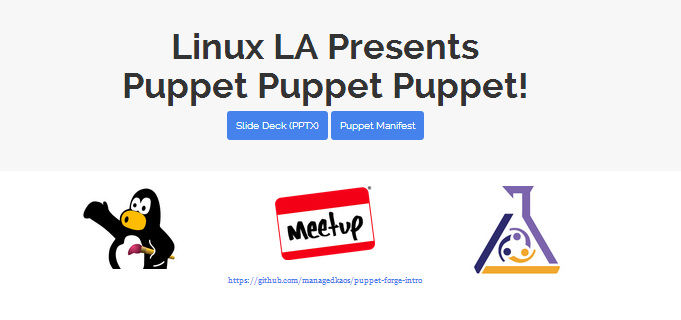 Linux LA Presents
Puppet Puppet Puppet!
Slide Deck (PPTX) Puppet Manifest
Meetup
https://github.com/managedkaos/puppet-forge-intro